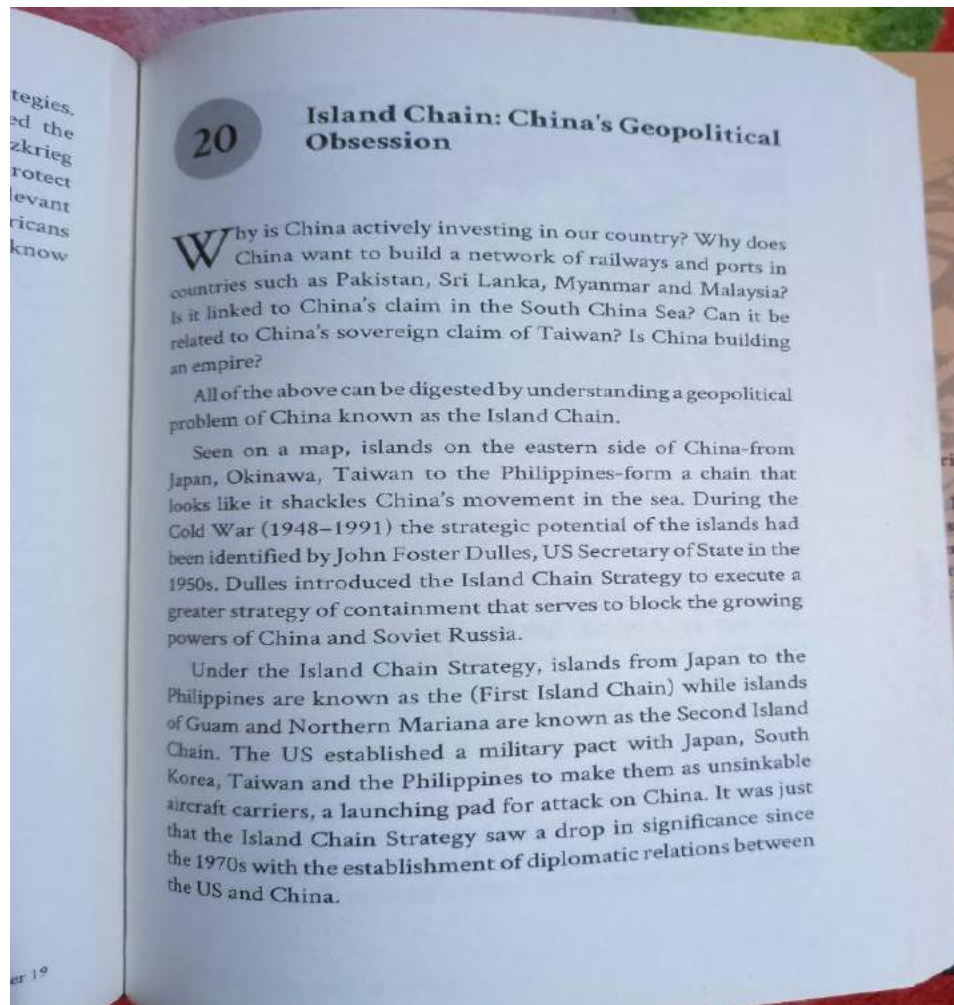 tegies.
ed the
zkrieg
rotect
levant
ricans
know
er 19
20
Island Chain: China's Geopolitical
Obsession
Why is China actively investing in our country? Why does
China want to build a network of railways and ports in
countries such as Pakistan, Sri Lanka, Myanmar and Malaysia?
Is it linked to China's claim in the South China Sea? Can it be
related to China's sovereign claim of Taiwan? Is China building
an empire?
All of the above can be digested by understanding a geopolitical
problem of China known as the Island Chain.
Seen on a map, islands on the eastern side of China-from
Japan, Okinawa, Taiwan to the Philippines-form a chain that
looks like it shackles China's movement in the sea. During the
Cold War (1948–1991) the strategic potential of the islands had
been identified by John Foster Dulles, US Secretary of State in the
1950s. Dulles introduced the Island Chain Strategy to execute a
greater strategy of containment that serves to block the growing
powers of China and Soviet Russia.
Under the Island Chain Strategy, islands from Japan to the
Philippines are known as the (First Island Chain) while islands
of Guam and Northern Mariana are known as the Second Island
Chain. The US established a military pact with Japan, South
Korea, Taiwan and the Philippines to make them as unsinkable
aircraft carriers, a launching pad for attack on China. It was just
that the Island Chain Strategy saw a drop in significance since
the 1970s with the establishment of diplomatic relations between
the US and China.